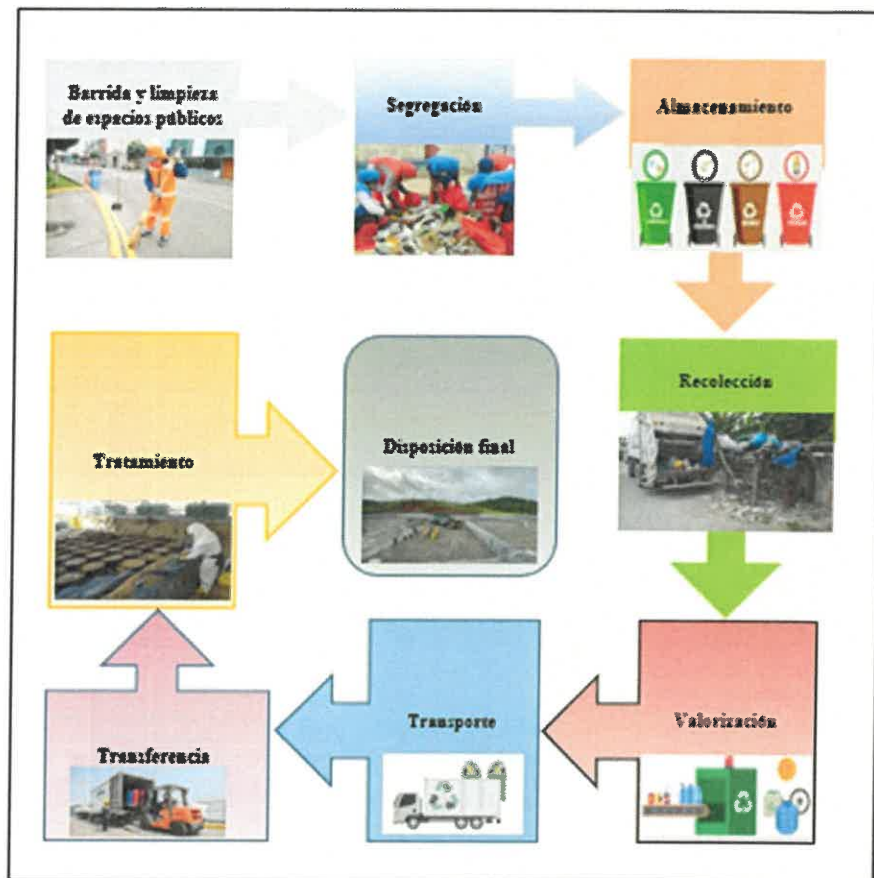 Barrida y limpieza
de espacios públicos
Segregación
Almacenamiento
Recolección
Valorización
Transporte
Transferencia
Tratamiento
Disposición final